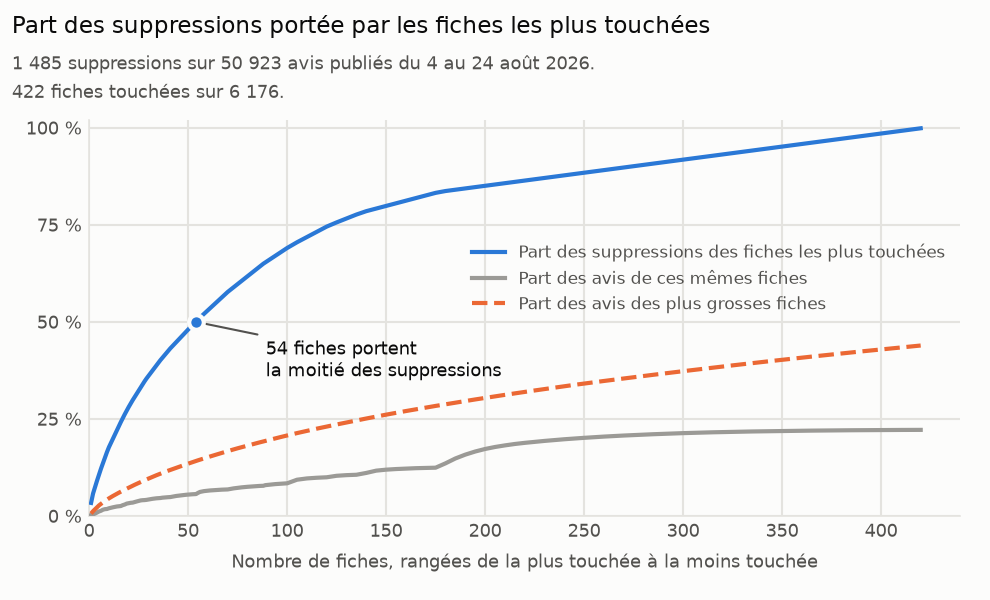 Part des suppressions portée par les fiches les plus touchées
1 485 suppressions sur 50 923 avis publiés du 4 au 24 août 2026.
422 fiches touchées sur 6 176.
100 %
75 %
50 %
25 %
0 %
Part des suppressions des fiches les plus touchées
Part des avis de ces mêmes fiches
Part des avis des plus grosses fiches
54 fiches portent
la moitié des suppressions
0 50 100 150 200 250 300 350 400
Nombre de fiches, rangées de la plus touchée à la moins touchée